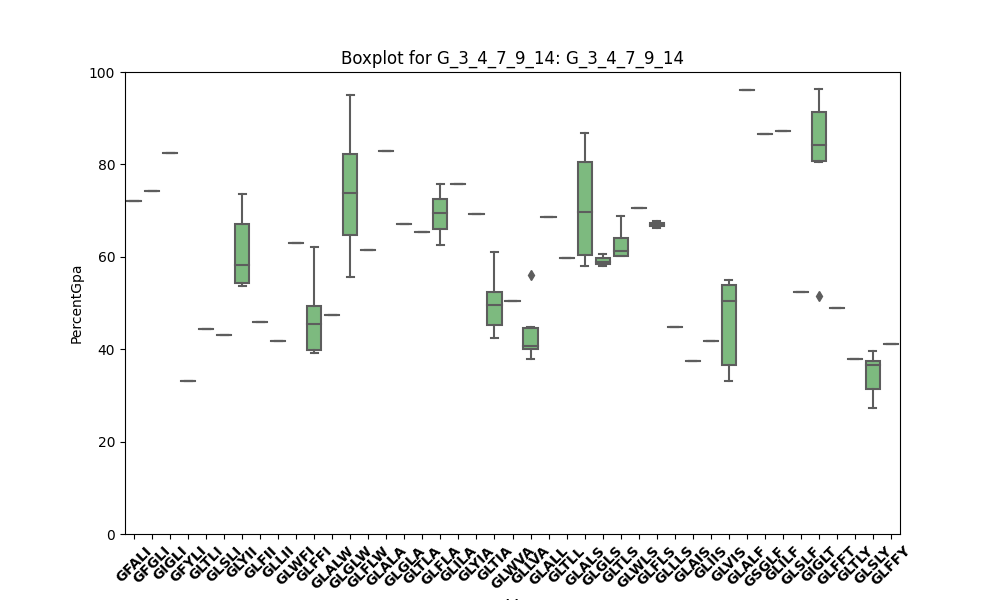 Boxplot for G_3_4_7_9_14: G_3_4_7_9_14
PercentGpa
100
80
60
40
20
0
GFALI
GFGLI
GIGLI
GFYLI
GLTLI
GLSLI
GLYII
GLFII
GLLII
GLWFI
GLFFI
GLALW
GLGLW
GLFLW
GLALA
GLGLA
GLTLA
GLFLA
GLILA
GLYIA
GLTIA
GLWVA
GLLVA
GLALL
GLTLL
GLALS
GLGLS
GLTLS
GLWLS
GLFLS
GLLLS
GLAIS
GLIIS
GLVIS
GLALF
GSGLF
GLILF
GLSLF
GIGLT
GLFFT
GLTLY
GLSLY
GLFFY